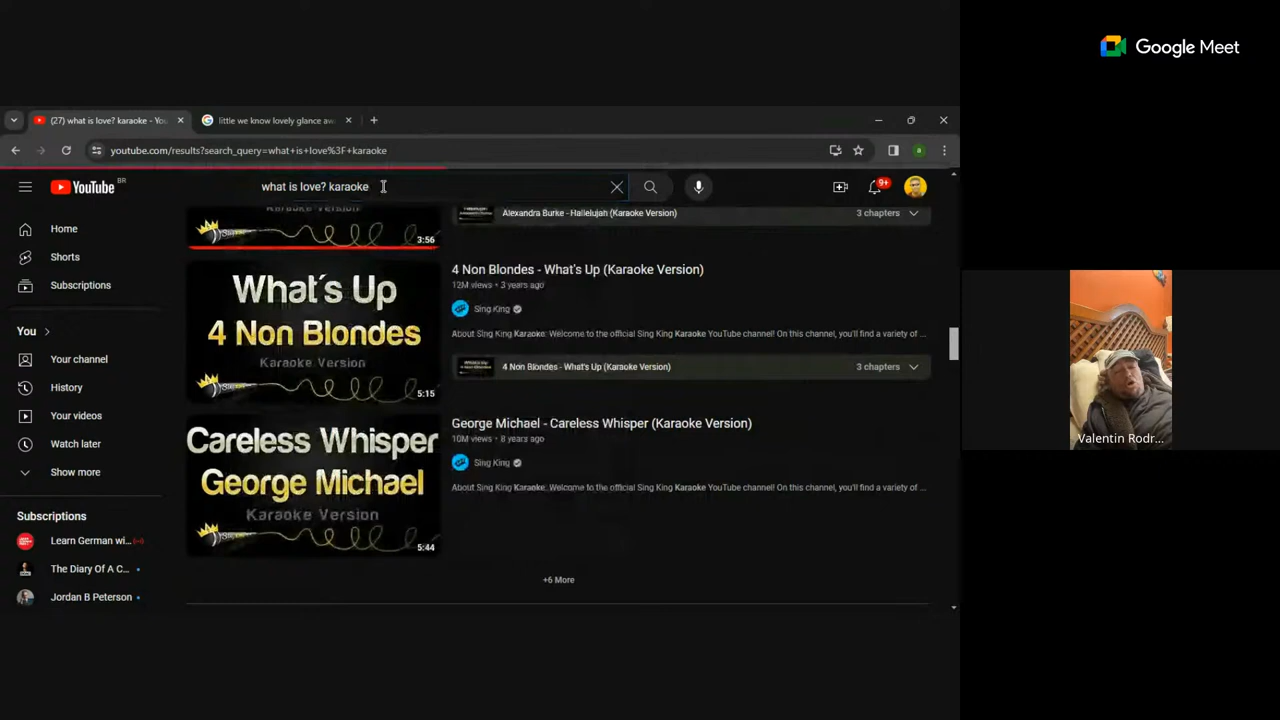 Google Meet
(27) what is love? karaoke - You
little we know lovely glance aw
youtube.com/results?search_query=what+is+love%3F+karaoke
YouTube BR
what is love? karaoke
9+
a
Home
Shorts
Subscriptions
You
Your channel
History
Your videos
Watch later
Show more
Subscriptions
Learn German wi...
The Diary Of A C...
Jordan B Peterson
Karaoke Version
3:56
Alexandra Burke - Hallelujah (Karaoke Version)
3 chapters
What´s Up
4 Non Blondes
Karaoke Version
5:15
4 Non Blondes - What's Up (Karaoke Version)
12M views • 3 years ago
Sing King
About Sing King Karaoke: Welcome to the official Sing King Karaoke YouTube channel! On this channel, you'll find a variety of ...
4 Non Blondes - What's Up (Karaoke Version)
3 chapters
Careless Whisper
George Michael
Karaoke Version
5:44
George Michael - Careless Whisper (Karaoke Version)
10M views • 8 years ago
Sing King
About Sing King Karaoke: Welcome to the official Sing King Karaoke YouTube channel! On this channel, you'll find a variety of ...
+6 More
Valentin Rodr...